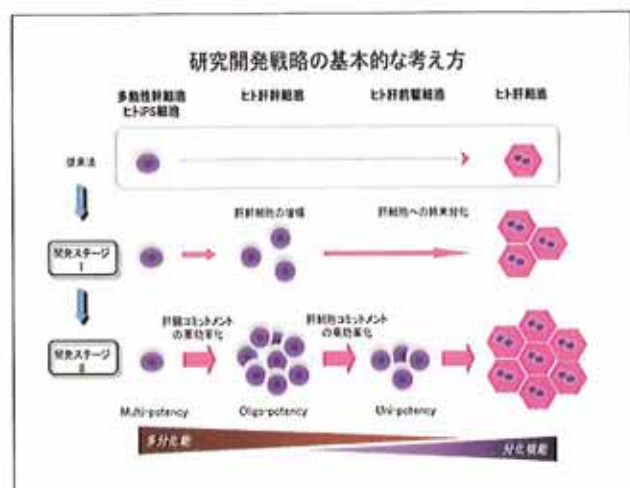 研究開発戦略の基本的な考え方
多能性幹細胞
ヒトiPS細胞
ヒト肝幹細胞
ヒト肝前駆細胞
ヒト肝細胞
従来法
肝幹細胞の増幅
肝細胞への終末分化
開発ステージ
I
肝臓コミットメント
の高効率化
肝細胞コミットメント
の高効率化
開発ステージ
II
Multi-potency
Oligo-potency
Uni-potency
多分化能
分化機能